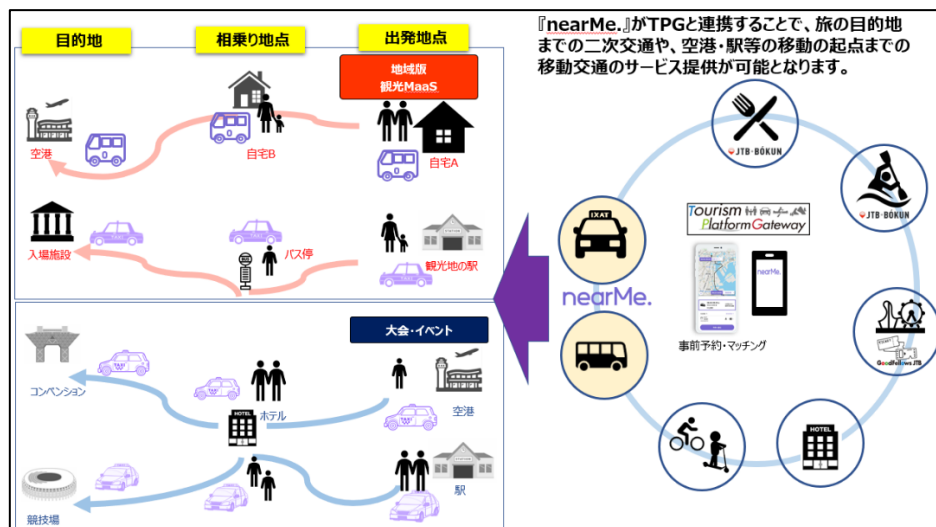 目的地
相乗り地点
出発地点
『nearMe.』がTPGと連携することで、旅の目的地
までの二次交通や、空港・駅等の移動の起点までの
移動交通のサービス提供が可能となります。
地域版
観光MaaS
空港
自宅B
自宅A
入場施設
バス停
観光地の駅
大会・イベント
コンベンション
HOTEL
ホテル
空港
競技場
駅
JTB-BÓKUN
JTB-BÓKUN
IXAT
Tourism
Platform Gateway
nearMe.
nearMe.
事前予約・マッチング
Goodfellows JTB
HOTEL